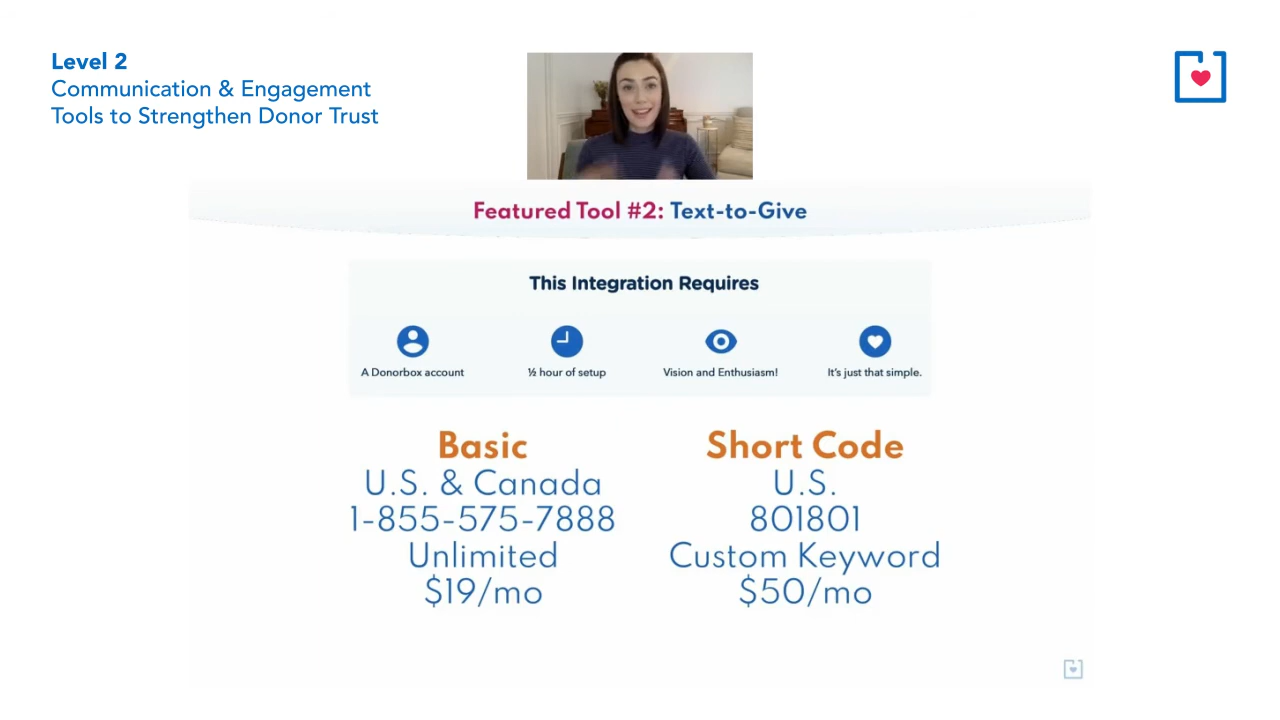 Level 2
Communication & Engagement
Tools to Strengthen Donor Trust
Featured Tool #2: Text-to-Give
This Integration Requires
A Donorbox account
½ hour of setup
Vision and Enthusiasm!
It's just that simple.
Basic
U.S. & Canada
1-855-575-7888
Unlimited
$19/mo
Short Code
U.S.
801801
Custom Keyword
$50/mo